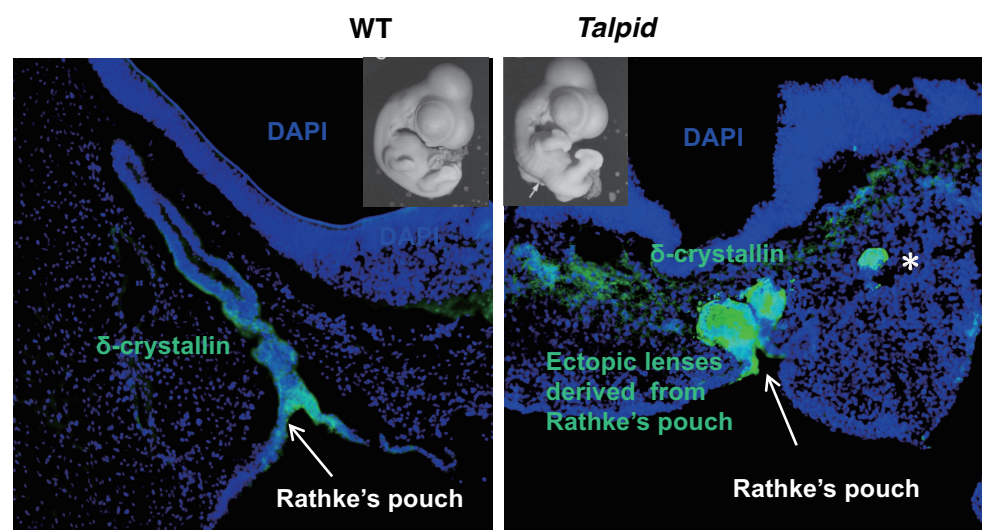 WT
Talpid
DAPI
DAPI
DAPI
δ-crystallin
δ-crystallin
*
Ectopic lenses
derived from
Rathke's pouch
Rathke's pouch
Rathke's pouch